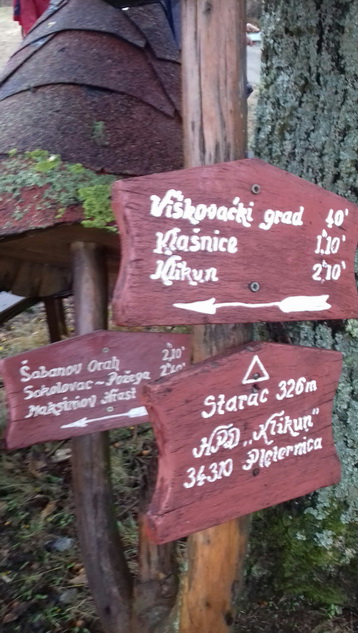 Viškovački grad 40'
Klašnice 1,10'
Klikun 2,10'
Šabanov Orah 2,10'
Sokolovac - Požega
Maksimov Hrast
Starac 326m
HPD „Klikun"
34310 Pleternica